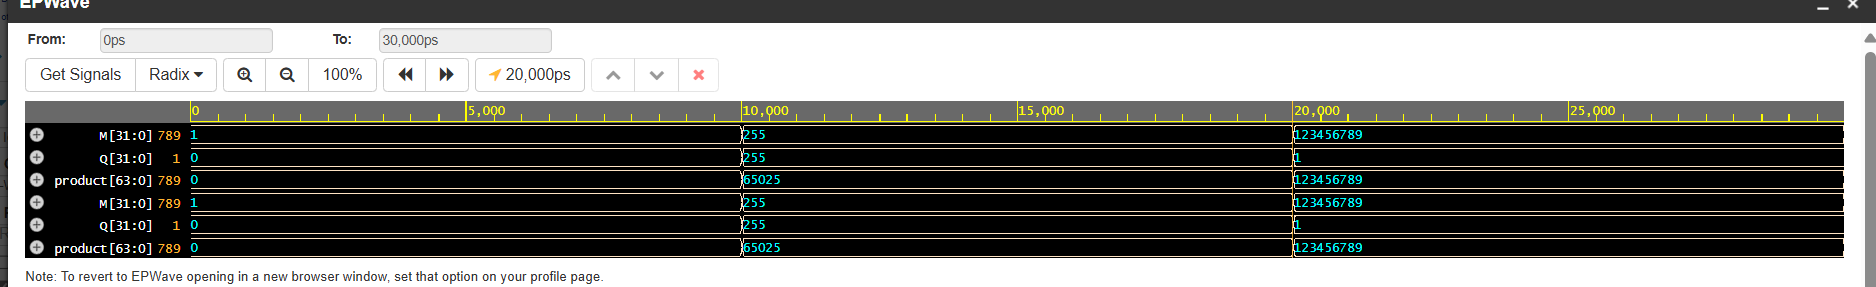 EPWave
From: 0ps To: 30,000ps
Get Signals Radix 100% 20,000ps
0 5,000 10,000 15,000 20,000 25,000
M[31:0] 789 1 255 123456789
Q[31:0] 1 0 255 1
product[63:0] 789 0 65025 123456789
M[31:0] 789 1 255 123456789
Q[31:0] 1 0 255 1
product[63:0] 789 0 65025 123456789
Note: To revert to EPWave opening in a new browser window, set that option on your profile page.